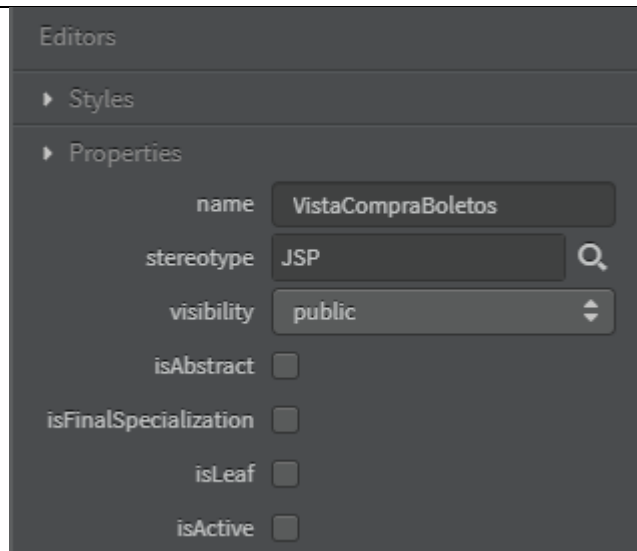 Editors
Styles
Properties
name VistaCompraBoletos
stereotype JSP
visibility public
isAbstract
isFinalSpecialization
isLeaf
isActive